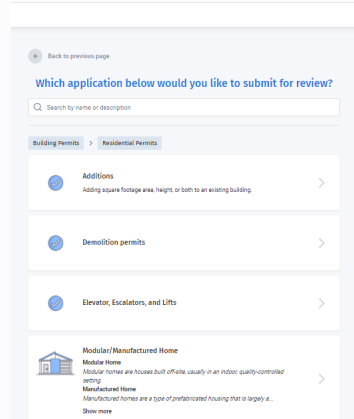 Back to previous page
Which application below would you like to submit for review?
Search by name or description
Building Permits > Residential Permits
Additions
Adding square footage area, height, or both to an existing building.
Demolition permits
Elevator, Escalators, and Lifts
Modular/Manufactured Home
Modular Home
Modular homes are houses built off-site, usually in an indoor, quality-controlled
setting.
Manufactured Home
Manufactured homes are a type of prefabricated housing that is largely a...
Show more